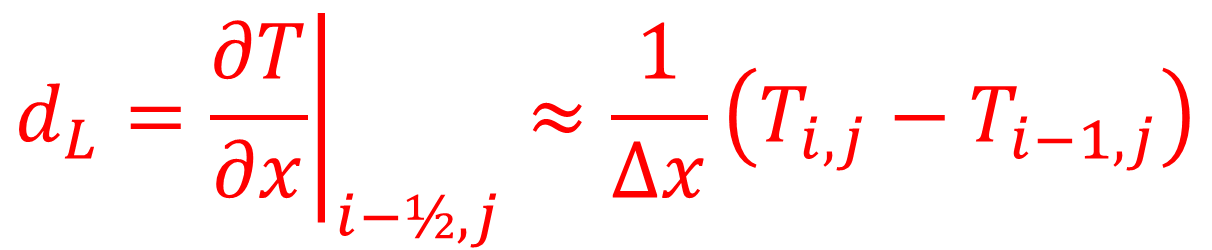 d_L = ∂T/∂x|_{i−½,j} ≈ 1/Δx (T_{i,j} − T_{i−1,j})